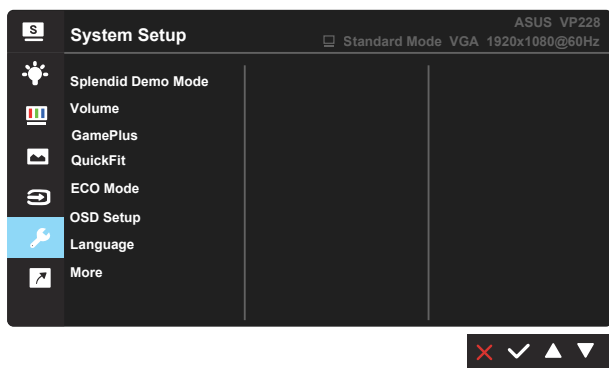 S
System Setup
ASUS VP228
Standard Mode VGA 1920x1080@60Hz
Splendid Demo Mode
Volume
GamePlus
QuickFit
ECO Mode
OSD Setup
Language
More